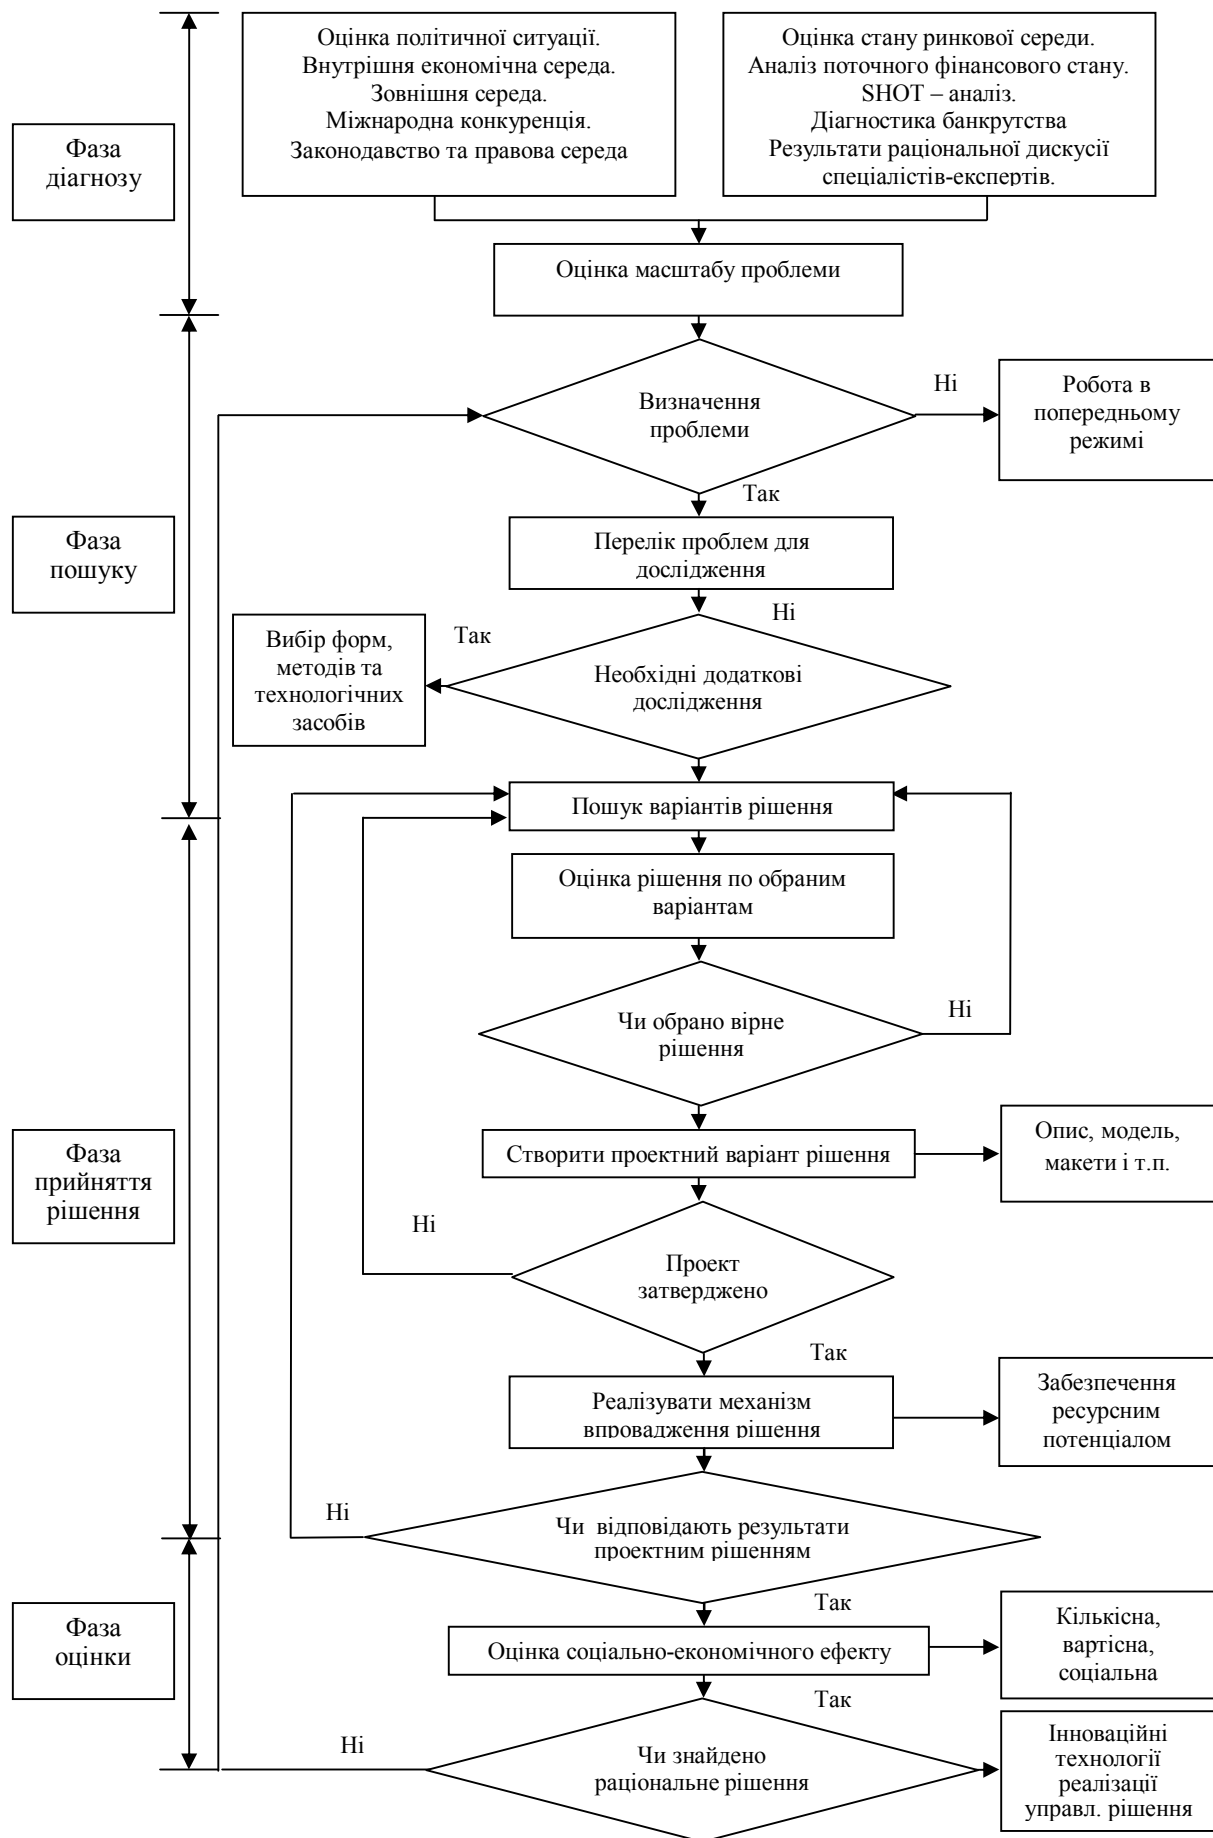 Оцінка політичної ситуації.
Внутрішня економічна середа.
Зовнішня середа.
Міжнародна конкуренція.
Законодавство та правова середа
Оцінка стану ринкової середи.
Аналіз поточного фінансового стану.
SHOT – аналіз.
Діагностика банкрутства
Результати раціональної дискусії
спеціалістів-експертів.
Фаза
діагнозу
Оцінка масштабу проблеми
Визначення
проблеми
Ні
Робота в
попередньому
режимі
Так
Фаза
пошуку
Перелік проблем для
дослідження
Ні
Так
Вибір форм,
методів та
технологічних
засобів
Необхідні додаткові
дослідження
Пошук варіантів рішення
Оцінка рішення по обраним
варіантам
Чи обрано вірне
рішення
Ні
Фаза
прийняття
рішення
Створити проектний варіант рішення
Опис, модель,
макети і т.п.
Ні
Проект
затверджено
Так
Реалізувати механізм
впровадження рішення
Забезпечення
ресурсним
потенціалом
Ні
Чи  відповідають результати
проектним рішенням
Так
Фаза
оцінки
Оцінка соціально-економічного ефекту
Кількісна,
вартісна,
соціальна
Так
Ні
Чи знайдено
раціональне рішення
Інноваційні
технології
реалізації
управл. рішення